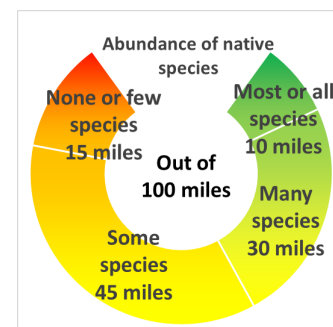 Abundance of native
species
None or few
species
15 miles
Most or all
species
10 miles
Out of
100 miles
Many
species
30 miles
Some
species
45 miles